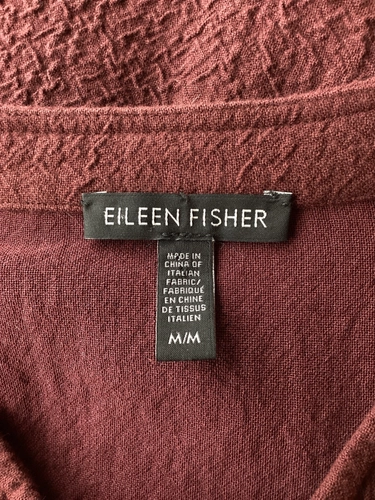 EILEEN FISHER
MADE IN
CHINA OF
ITALIAN
FABRIC/
FABRIQUÉ
EN CHINE
DE TISSUS
ITALIEN
M/M